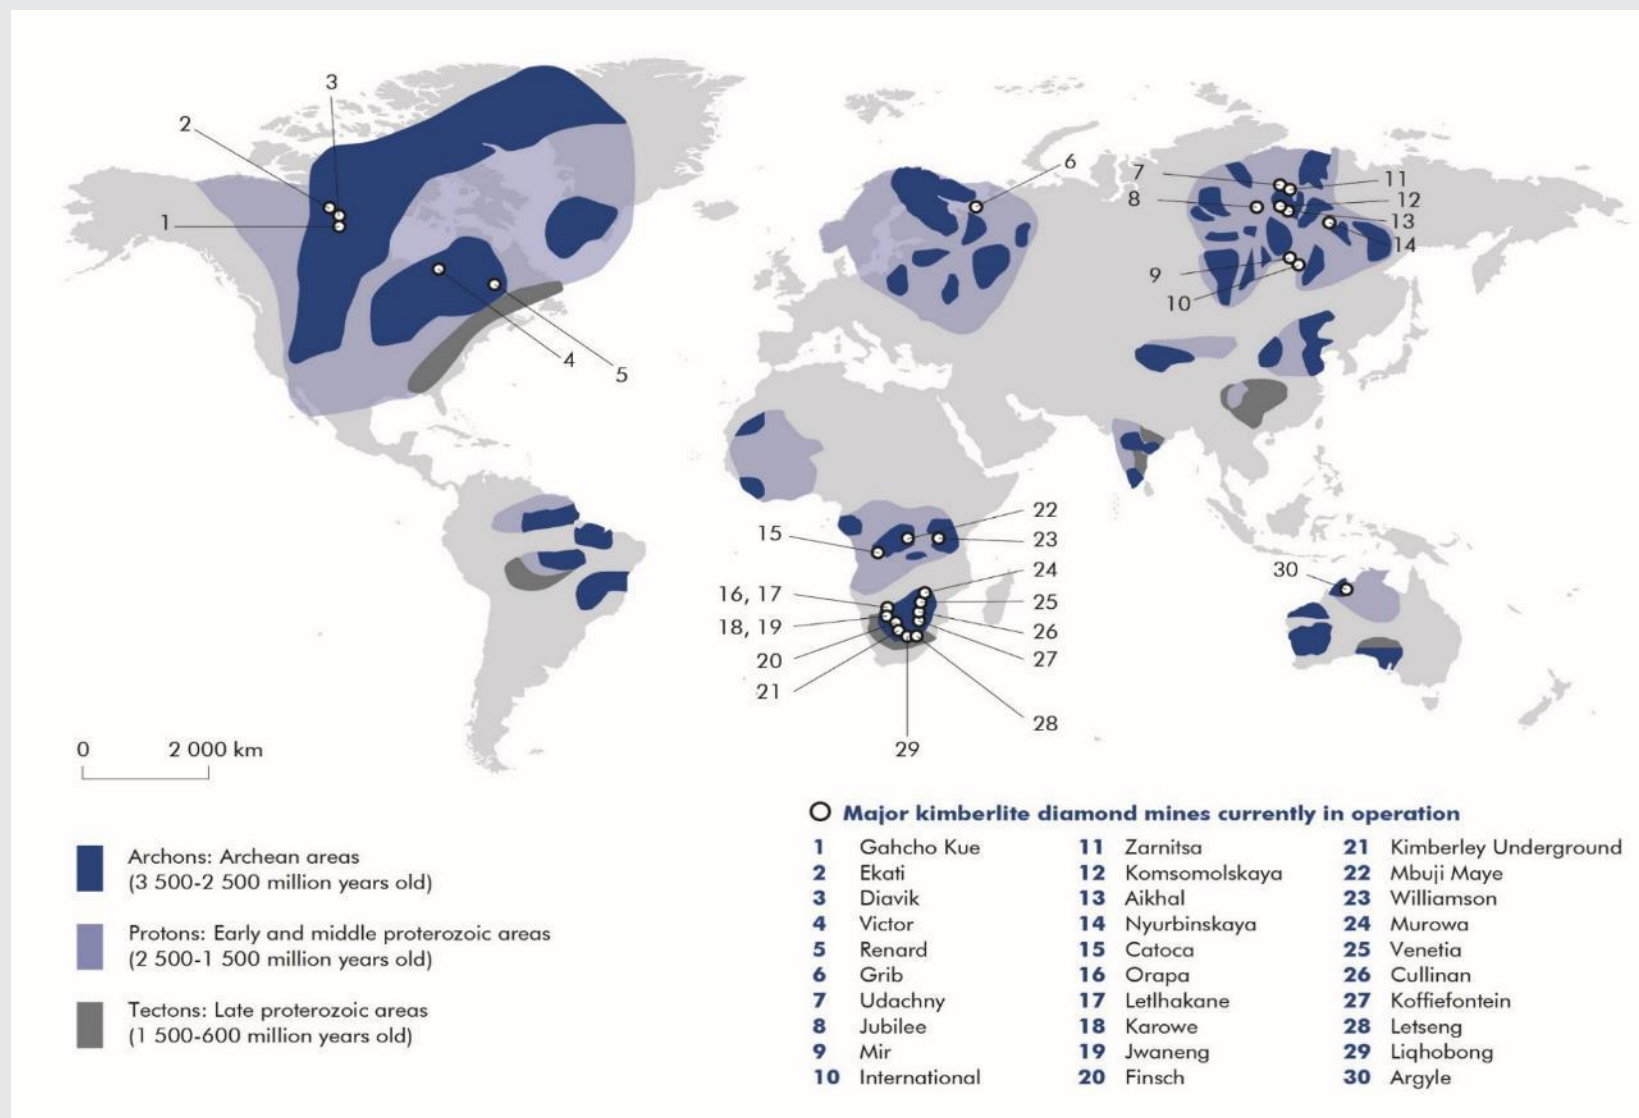 3
2
6
7
11
8
12
1
13
14
9
10
4
5
22
15
23
24
30
16, 17
25
18, 19
26
20
27
21
28
29
0 2 000 km
Major kimberlite diamond mines currently in operation
Archons: Archean areas
(3 500-2 500 million years old)
Protons: Early and middle proterozoic areas
(2 500-1 500 million years old)
Tectons: Late proterozoic areas
(1 500-600 million years old)
1 Gahcho Kue
2 Ekati
3 Diavik
4 Victor
5 Renard
6 Grib
7 Udachny
8 Jubilee
9 Mir
10 International
11 Zarnitsa
12 Komsomolskaya
13 Aikhal
14 Nyurbinskaya
15 Catoca
16 Orapa
17 Letlhakane
18 Karowe
19 Jwaneng
20 Finsch
21 Kimberley Underground
22 Mbuji Maye
23 Williamson
24 Murowa
25 Venetia
26 Cullinan
27 Koffiefontein
28 Letseng
29 Liqhobong
30 Argyle